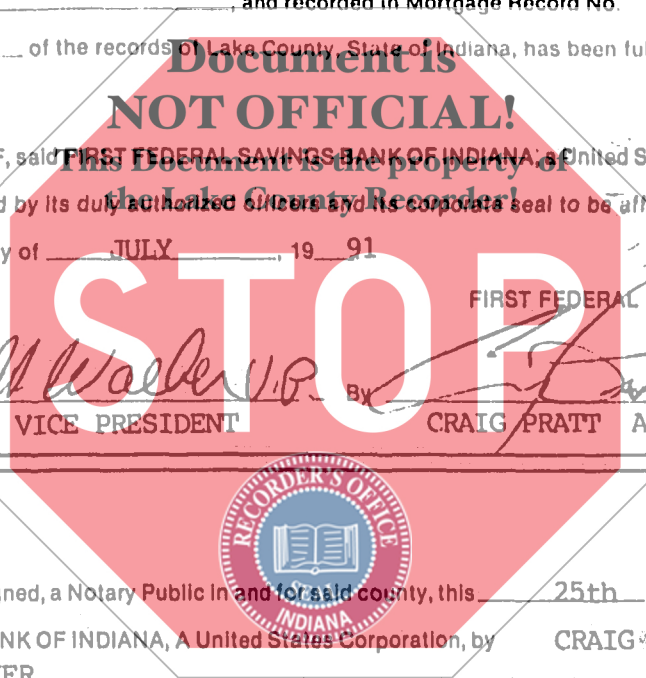 , and recorded in Mortgage Record No.
of the records of Lake County, State of Indiana, has been ful
Document is
NOT OFFICIAL!
F, said FIRST FEDERAL SAVINGS BANK OF INDIANA, a United S
This Document is the property of
d by its duly authorized officers and its corporate seal to be aff
the Lake County Recorder!
y of JULY, 19 91
STOP
FIRST FEDERAL
Walber V.P. By
VICE PRESIDENT CRAIG PRATT A
RECORDER'S OFFICE
SEAL
INDIANA
ned, a Notary Public in and for said county, this 25th
NK OF INDIANA, A United States Corporation, by CRAIG